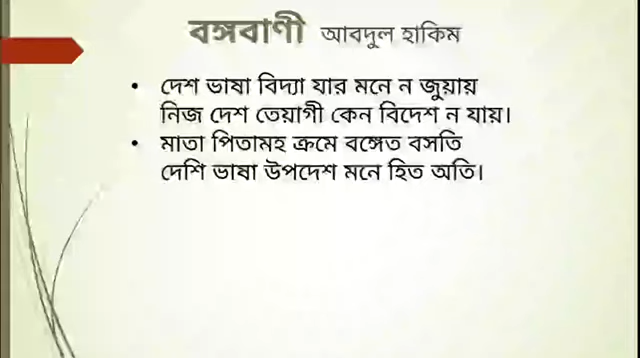 বঙ্গবাণী আবদুল হাকিম
• দেশ ভাষা বিদ্যা যার মনে ন জুয়ায়
নিজ দেশ তেয়াগী কেন বিদেশ ন যায়।
• মাতা পিতামহ ক্রমে বঙ্গেত বসতি
দেশি ভাষা উপদেশ মনে হিত অতি।